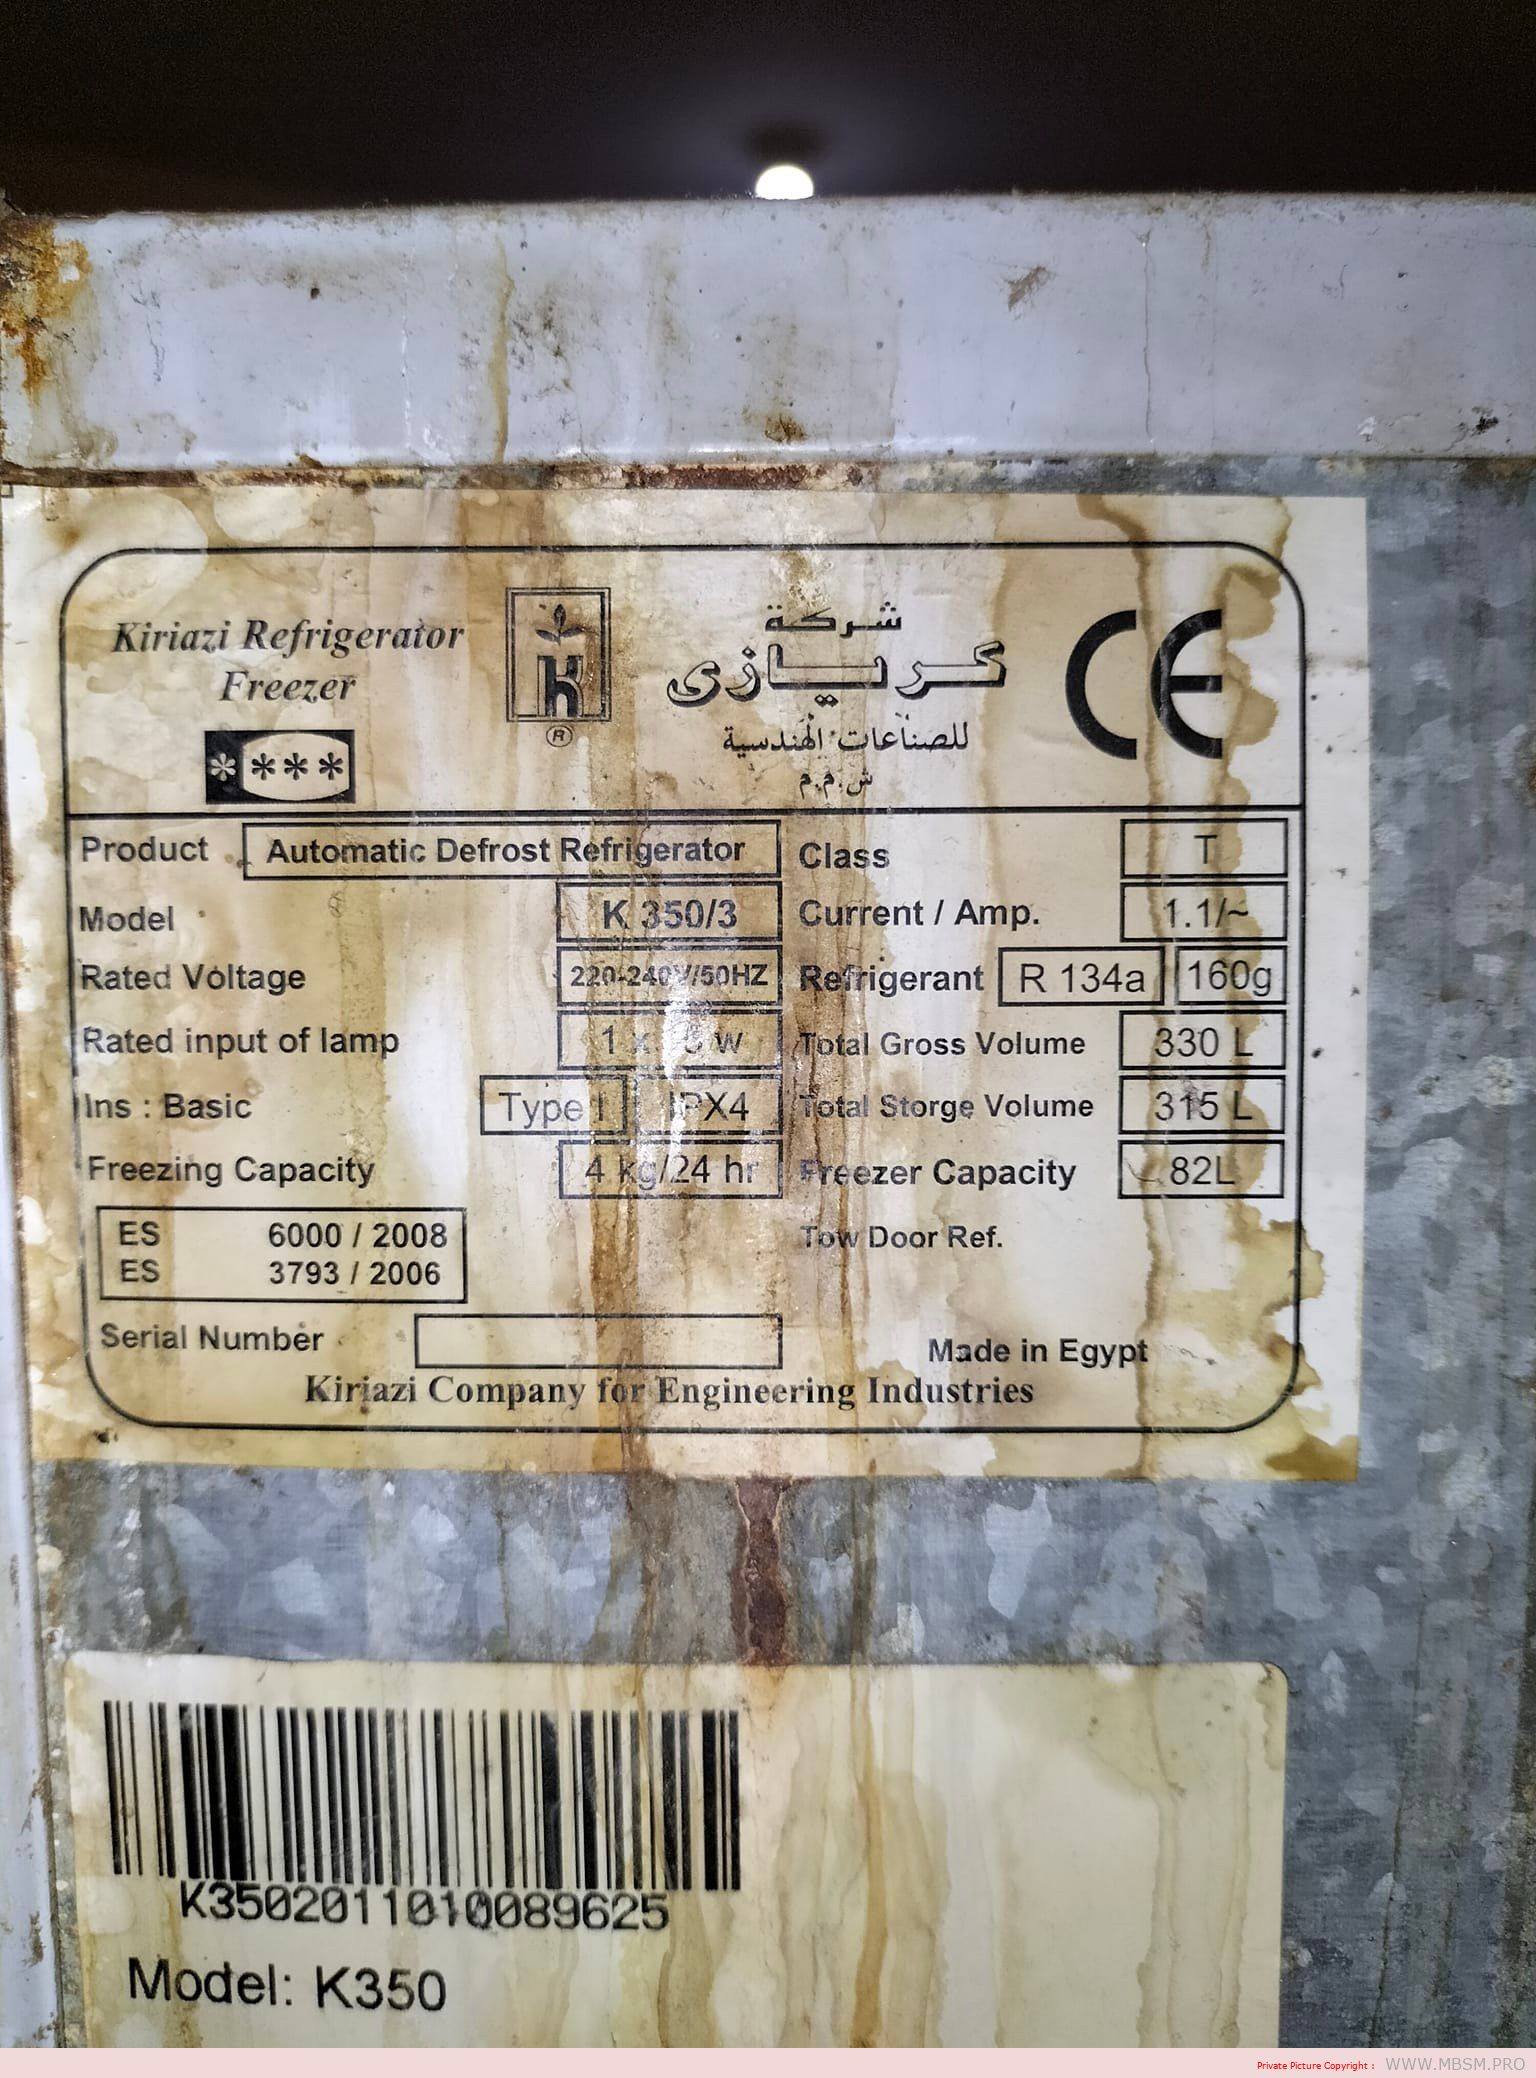 Kiriazi Refrigerator
Freezer
****
K
®
شركة
كريازى
للصناعات الهندسية
ش.م.م
CE
Product Automatic Defrost Refrigerator
Class T
Model K 350/3
Current / Amp. 1.1/~
Rated Voltage 220-240V/50HZ
Refrigerant R 134a 160g
Rated input of lamp 1 x w
Total Gross Volume 330 L
Ins : Basic Type I IPX4
Total Storge Volume 315 L
Freezing Capacity 4 kg/24 hr
Freezer Capacity 82L
ES 6000 / 2008
ES 3793 / 2006
Tow Door Ref.
Serial Number
Made in Egypt
Kiriazi Company for Engineering Industries
K3502011010089625
Model: K350
Private Picture Copyright : WWW.MBSM.PRO